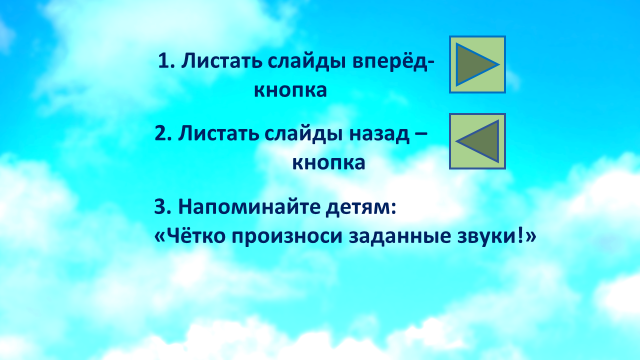 1. Листать слайды вперёд-
кнопка
2. Листать слайды назад –
кнопка
3. Напоминайте детям:
«Чётко произноси заданные звуки!»